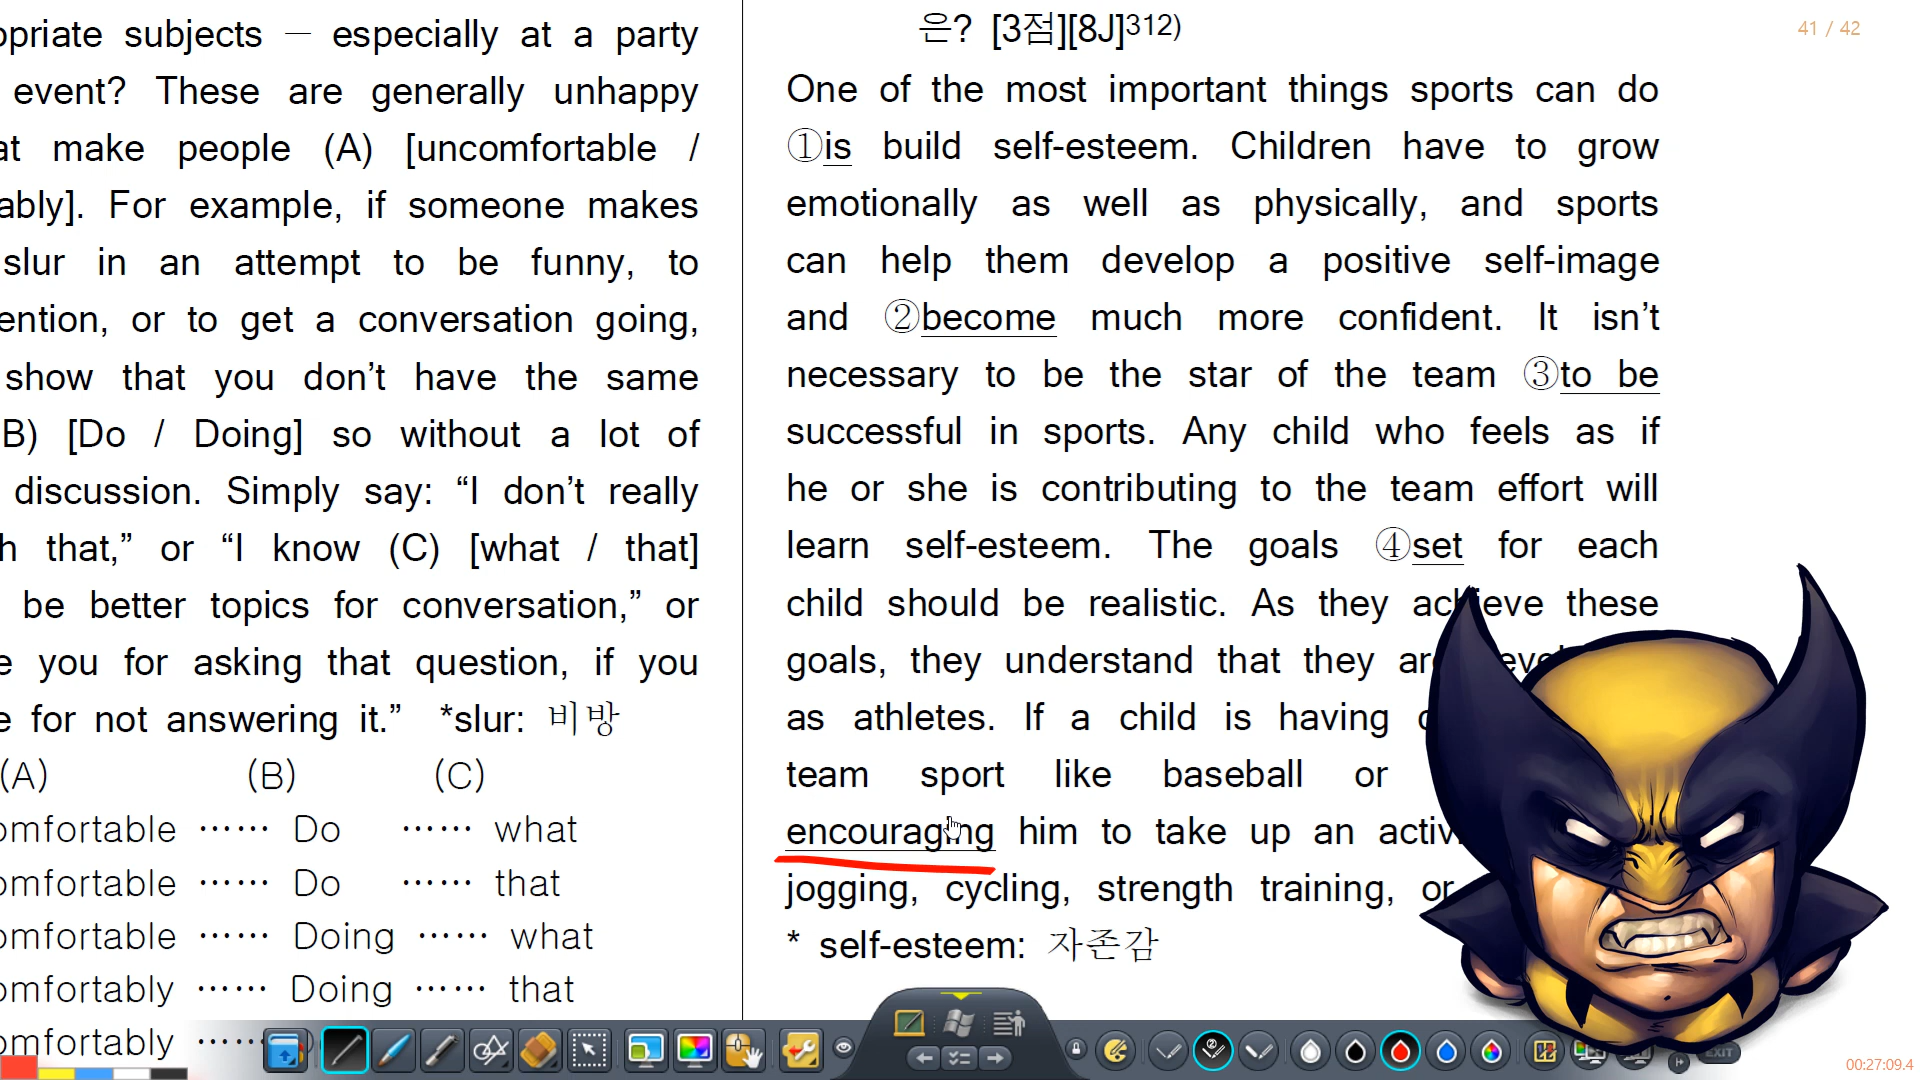 opriate subjects — especially at a party
event? These are generally unhappy
at make people (A) [uncomfortable /
ably]. For example, if someone makes
slur in an attempt to be funny, to
ention, or to get a conversation going,
show that you don't have the same
B) [Do / Doing] so without a lot of
discussion. Simply say: “I don't really
h that,” or “I know (C) [what / that]
be better topics for conversation,” or
e you for asking that question, if you
e for not answering it.” *slur: 비방
(A) (B) (C)
omfortable …… Do …… what
omfortable …… Do …… that
omfortable …… Doing …… what
omfortably …… Doing …… that
omfortably ……
은? [3점][8J]312)
One of the most important things sports can do
①is build self-esteem. Children have to grow
emotionally as well as physically, and sports
can help them develop a positive self-image
and ②become much more confident. It isn't
necessary to be the star of the team ③to be
successful in sports. Any child who feels as if
he or she is contributing to the team effort will
learn self-esteem. The goals ④set for each
child should be realistic. As they achieve these
goals, they understand that they are
as athletes. If a child is having
team sport like baseball or
encouraging him to take up an
jogging, cycling, strength training, or
* self-esteem: 자존감
41 / 42
EXIT
00:27:09.4